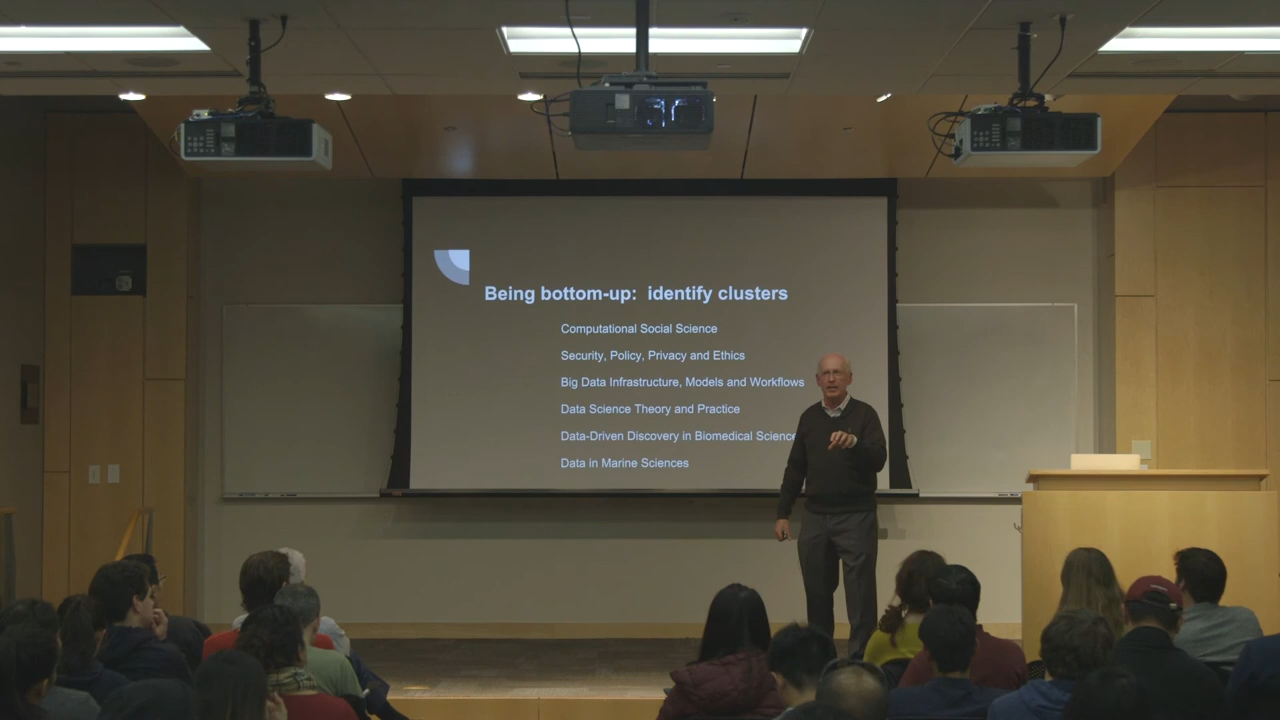 Being bottom-up: identify clusters
Computational Social Science
Security, Policy, Privacy and Ethics
Big Data Infrastructure, Models and Workflows
Data Science Theory and Practice
Data-Driven Discovery in Biomedical Science
Data in Marine Sciences